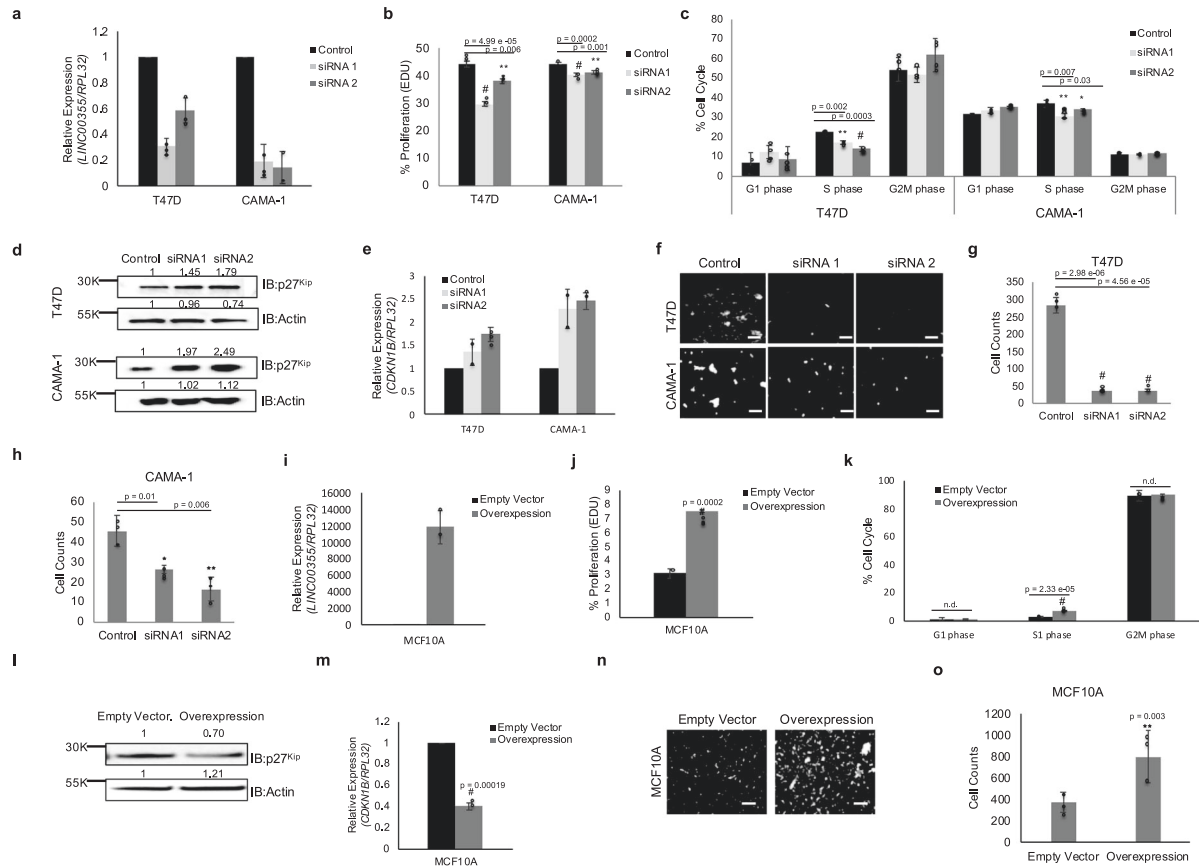 a
Relative Expression
(LINC00355/RPL32)
1.2
1
0.8
0.6
0.4
0.2
0
T47D
CAMA-1
Control
siRNA 1
siRNA 2
b
% Proliferation (EDU)
60
50
40
30
20
10
0
p = 4.99 e -05
p = 0.006
**
#
p = 0.0002
p = 0.001
**
#
T47D
CAMA-1
Control
siRNA1
siRNA2
c
% Cell Cycle
80
70
60
50
40
30
20
10
0
p = 0.002
p = 0.0003
**
#
p = 0.007
p = 0.03
**
*
G1 phase
S phase
G2M phase
G1 phase
S phase
G2M phase
T47D
CAMA-1
Control
siRNA1
siRNA2
d
Control siRNA1 siRNA2
T47D
30K
1 1.45 1.79
IB:p27Kip
55K
1 0.96 0.74
IB:Actin
CAMA-1
30K
1 1.97 2.49
IB:p27Kip
55K
1 1.02 1.12
IB:Actin
e
Relative Expression
(CDKN1B/RPL32)
3
2.5
2
1.5
1
0.5
0
T47D
CAMA-1
Control
siRNA1
siRNA2
f
Control
siRNA 1
siRNA 2
T47D
CAMA-1
g
T47D
p = 2.98 e-06
p = 4.56 e-05
Cell Counts
350
300
250
200
150
100
50
0
#
#
Control
siRNA1
siRNA2
h
CAMA-1
Cell Counts
60
50
40
30
20
10
0
p = 0.01
p = 0.006
*
**
Control
siRNA1
siRNA2
i
Relative Expression
(LINC00355/RPL32)
16000
14000
12000
10000
8000
6000
4000
2000
0
MCF10A
Empty Vector
Overexpession
j
% Proliferation (EDU)
9
8
7
6
5
4
3
2
1
0
p = 0.0002
#
MCF10A
Empty Vector
Overexpression
k
% Cell Cycle
100
80
60
40
20
0
n.d.
p = 2.33 e-05
#
n.d.
G1 phase
S1 phase
G2M phase
Empty Vector
Overexpression
l
Empty Vector. Overexpression
30K
1 0.70
IB:p27Kip
55K
1 1.21
IB:Actin
m
Relative Expression
(CDKN1B/RPL32)
1.2
1
0.8
0.6
0.4
0.2
0
p = 0.00019
#
MCF10A
Empty Vector
Overexpression
n
Empty Vector
Overexpression
MCF10A
o
MCF10A
Cell Counts
1200
1000
800
600
400
200
0
p = 0.003
**
Empty Vector
Overexpression